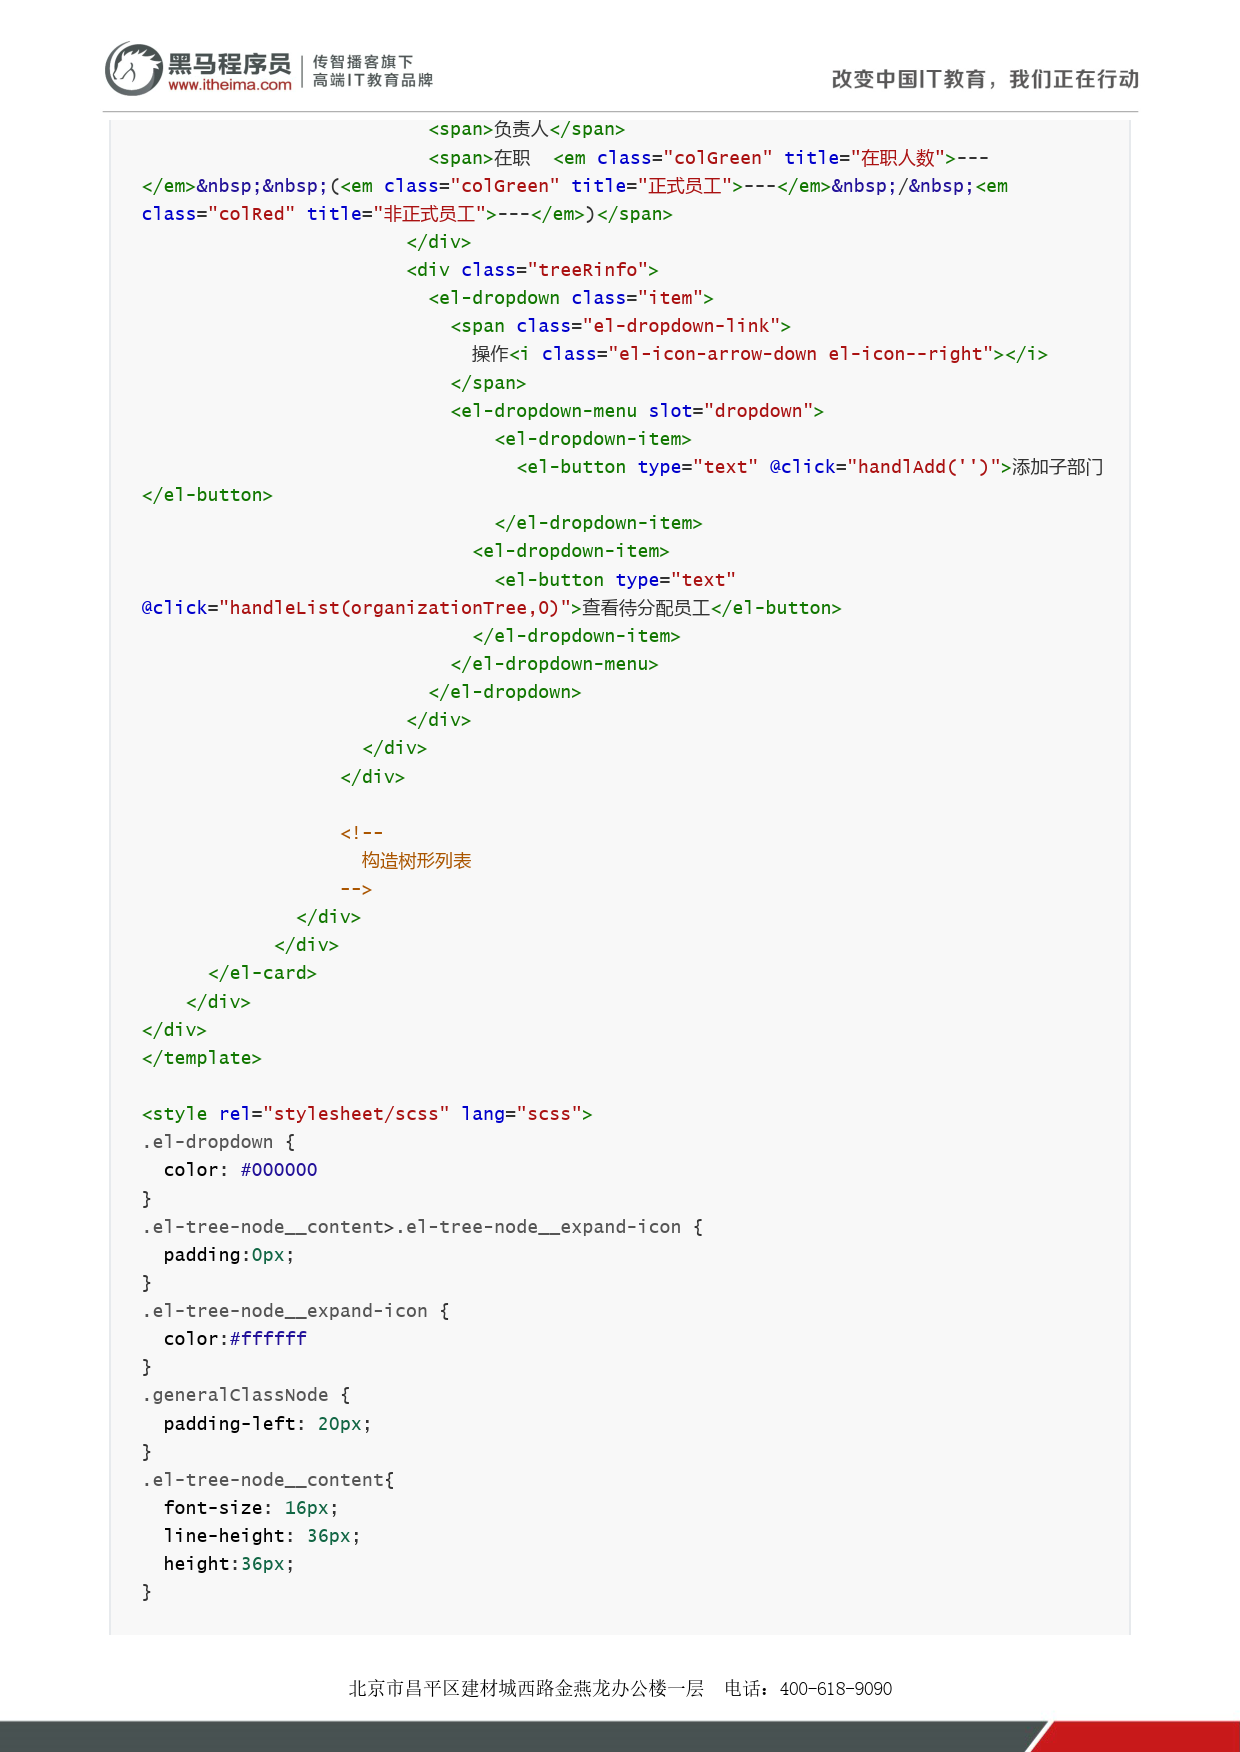 黑马程序员
www.itheima.com
传智播客旗下
高端IT教育品牌
改变中国IT教育，我们正在行动
<span>负责人</span>
<span>在职  <em class="colGreen" title="在职人数">---
</em>&nbsp;&nbsp;(<em class="colGreen" title="正式员工">---</em>&nbsp;/&nbsp;<em
class="colRed" title="非正式员工">---</em>)</span>
</div>
<div class="treeRinfo">
<el-dropdown class="item">
<span class="el-dropdown-link">
操作<i class="el-icon-arrow-down el-icon--right"></i>
</span>
<el-dropdown-menu slot="dropdown">
<el-dropdown-item>
<el-button type="text" @click="handlAdd('')">添加子部门
</el-button>
</el-dropdown-item>
<el-dropdown-item>
<el-button type="text"
@click="handleList(organizationTree,0)">查看待分配员工</el-button>
</el-dropdown-item>
</el-dropdown-menu>
</el-dropdown>
</div>
</div>
</div>
<!--
构造树形列表
-->
</div>
</div>
</el-card>
</div>
</div>
</template>
<style rel="stylesheet/scss" lang="scss">
.el-dropdown {
color: #000000
}
.el-tree-node__content>.el-tree-node__expand-icon {
padding:0px;
}
.el-tree-node__expand-icon {
color:#ffffff
}
.generalClassNode {
padding-left: 20px;
}
.el-tree-node__content{
font-size: 16px;
line-height: 36px;
height:36px;
}
北京市昌平区建材城西路金燕龙办公楼一层  电话：400-618-9090